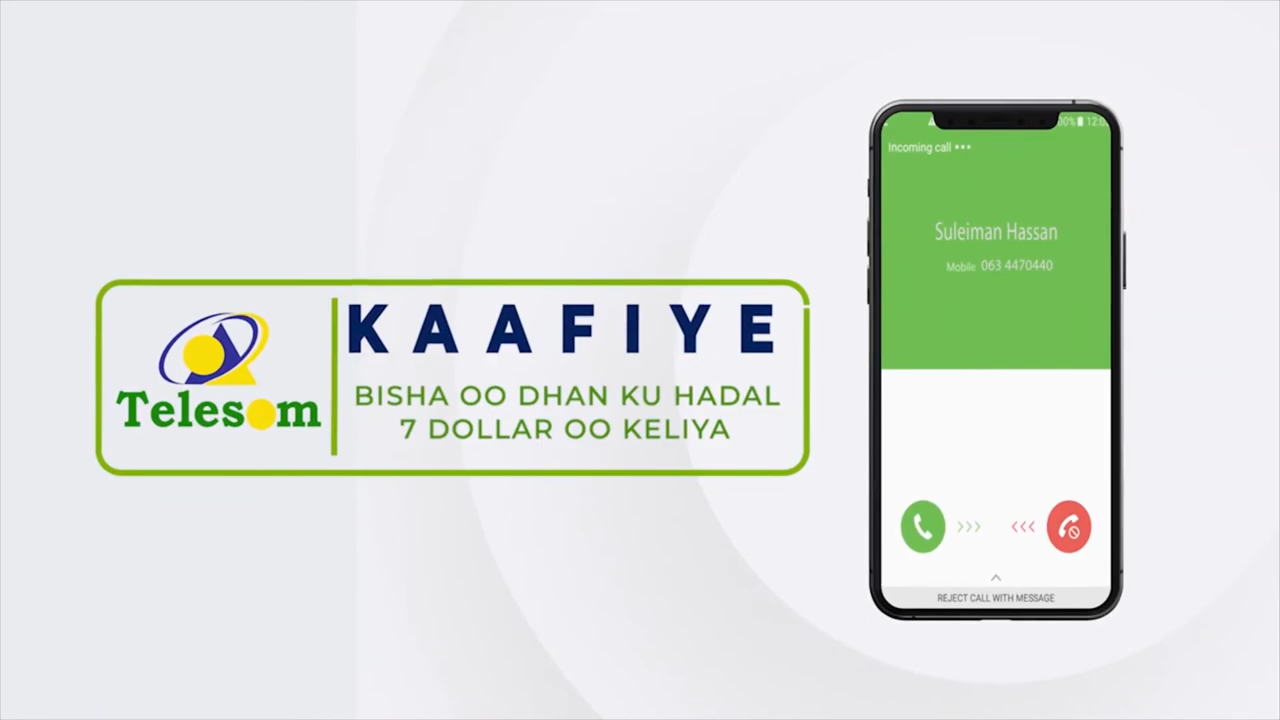 Telesom
KAAFIYE
BISHA OO DHAN KU HADAL
7 DOLLAR OO KELIYA
Incoming call •••
Suleiman Hassan
Mobile 063 4470440
REJECT CALL WITH MESSAGE